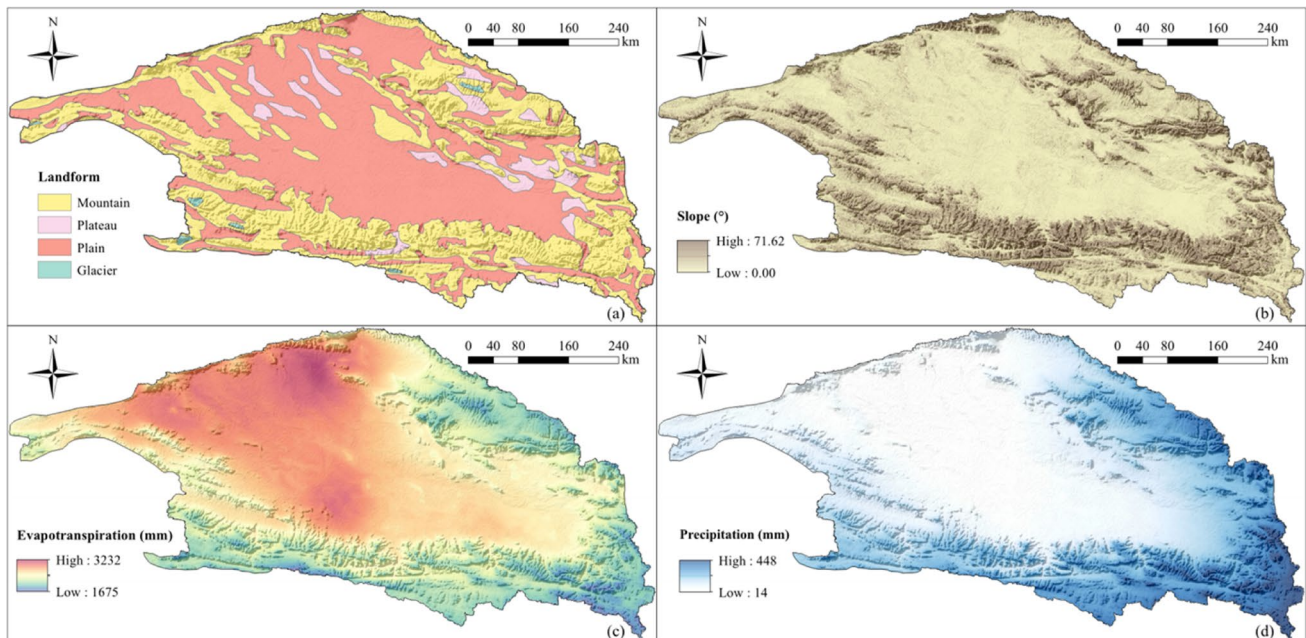 N
0 40 80 160 240
km
Landform
Mountain
Plateau
Plain
Glacier
(a)
N
0 40 80 160 240
km
Slope (°)
High : 71.62
Low : 0.00
(b)
N
0 40 80 160 240
km
Evapotranspiration (mm)
High : 3232
Low : 1675
(c)
N
0 40 80 160 240
km
Precipitation (mm)
High : 448
Low : 14
(d)